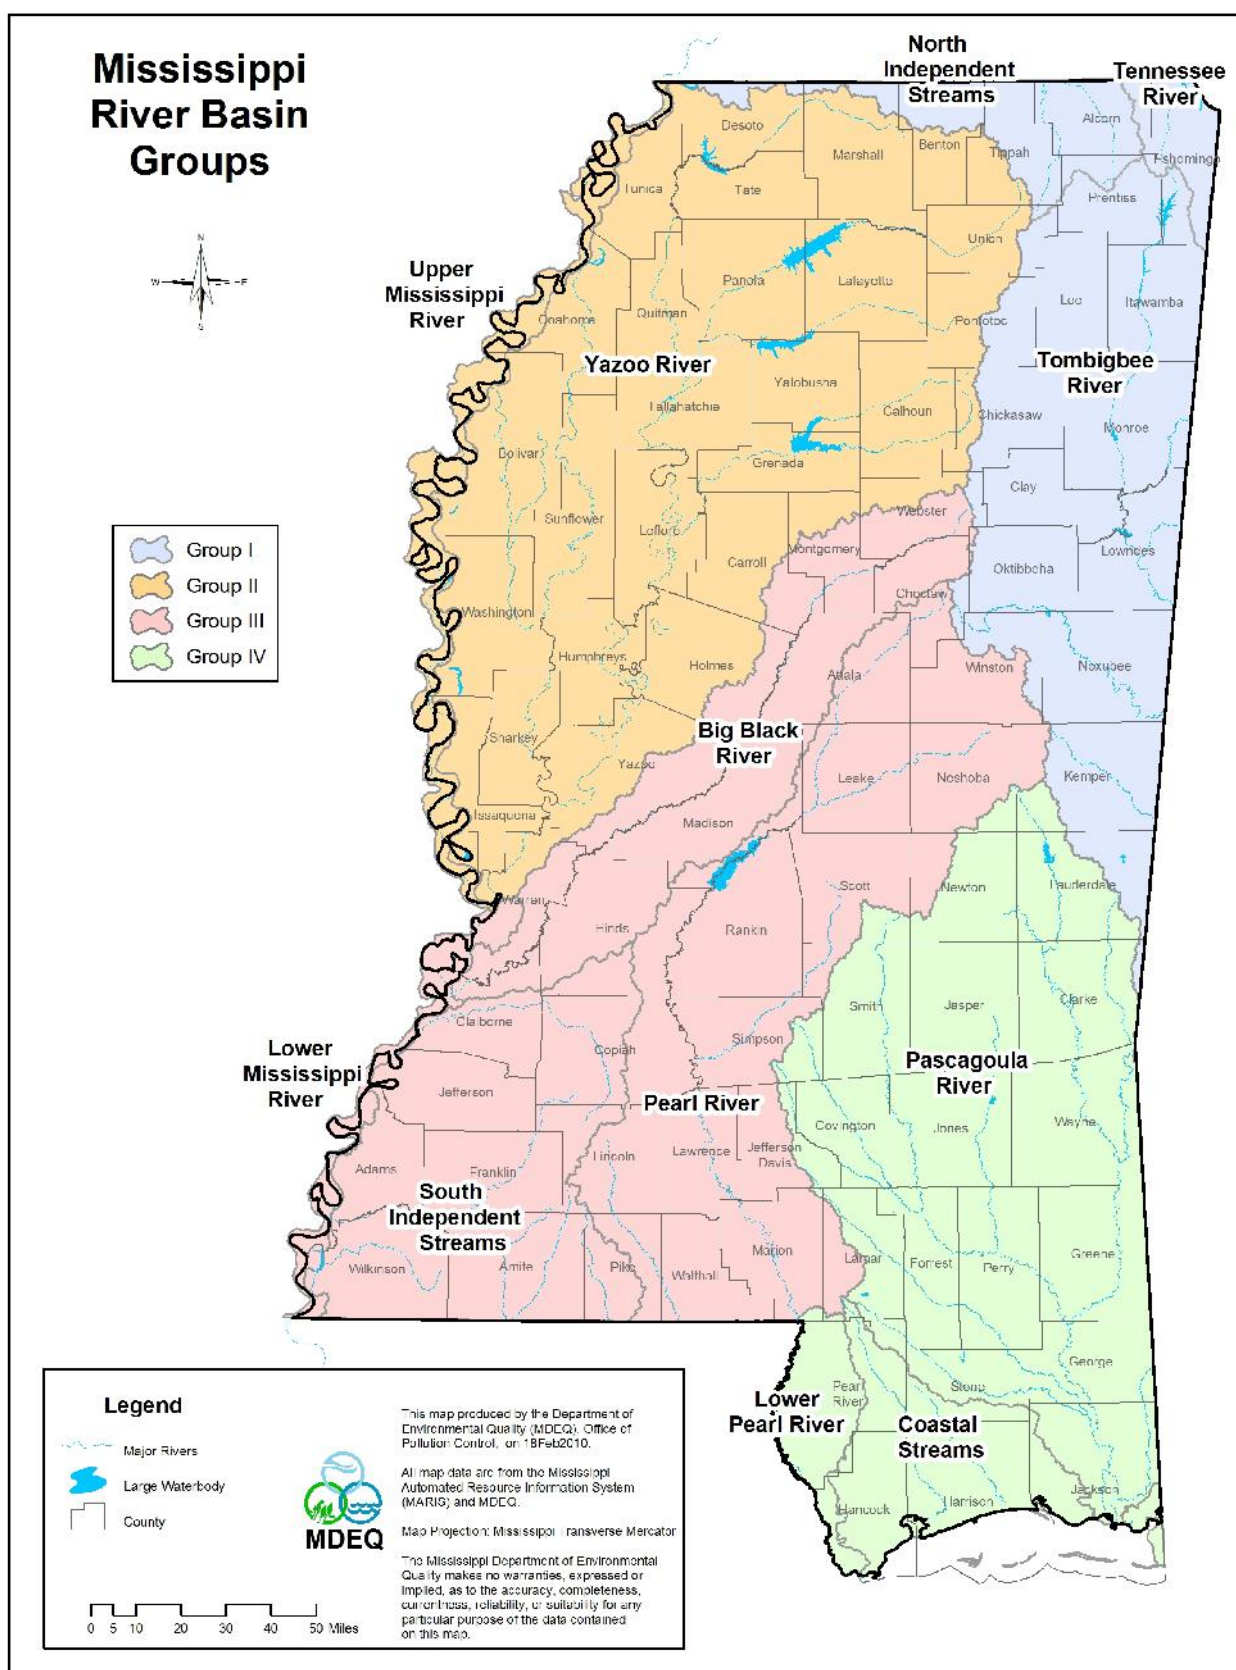 Mississippi
River Basin
Groups
North
Independent
Streams
Tennessee
River
N
W
E
S
Upper
Mississippi
River
Yazoo River
Tombigbee
River
Big Black
River
Lower
Mississippi
River
Pearl River
Pascagoula
River
South
Independent
Streams
Lower
Pearl River
Coastal
Streams
Desoto
Marshall
Benton
Tippah
Alcorn
Tishomingo
Tunica
Tate
Prentiss
Union
Panola
Lafayette
Lee
Itawamba
Coahoma
Quitman
Pontotoc
Yalobusha
Tallahatchie
Calhoun
Chickasaw
Monroe
Bolivar
Grenada
Clay
Sunflower
Leflore
Webster
Carroll
Montgomery
Lowndes
Oktibbeha
Choctaw
Washington
Humphreys
Holmes
Attala
Winston
Noxubee
Sharkey
Yazoo
Leake
Neshoba
Kemper
Issaquena
Madison
Warren
Hinds
Rankin
Scott
Newton
Lauderdale
Claiborne
Copiah
Simpson
Smith
Jasper
Clarke
Jefferson
Adams
Franklin
Lincoln
Lawrence
Jefferson
Davis
Covington
Jones
Wayne
Wilkinson
Amite
Pike
Walthall
Marion
Lamar
Forrest
Perry
Greene
Pearl
River
Stone
George
Hancock
Harrison
Jackson
Group I
Group II
Group III
Group IV
Legend
Major Rivers
Large Waterbody
County
0 5 10 20 30 40 50 Miles
MDEQ
This map produced by the Department of
Environmental Quality (MDEQ), Office of
Pollution Control, on 18Feb2010.
All map data are from the Mississippi
Automated Resource Information System
(MARIS) and MDEQ.
Map Projection: Mississippi Transverse Mercator
The Mississippi Department of Environmental
Quality makes no warranties, expressed or
implied, as to the accuracy, completeness,
currentness, reliability, or suitability for any
particular purpose of the data contained
on this map.